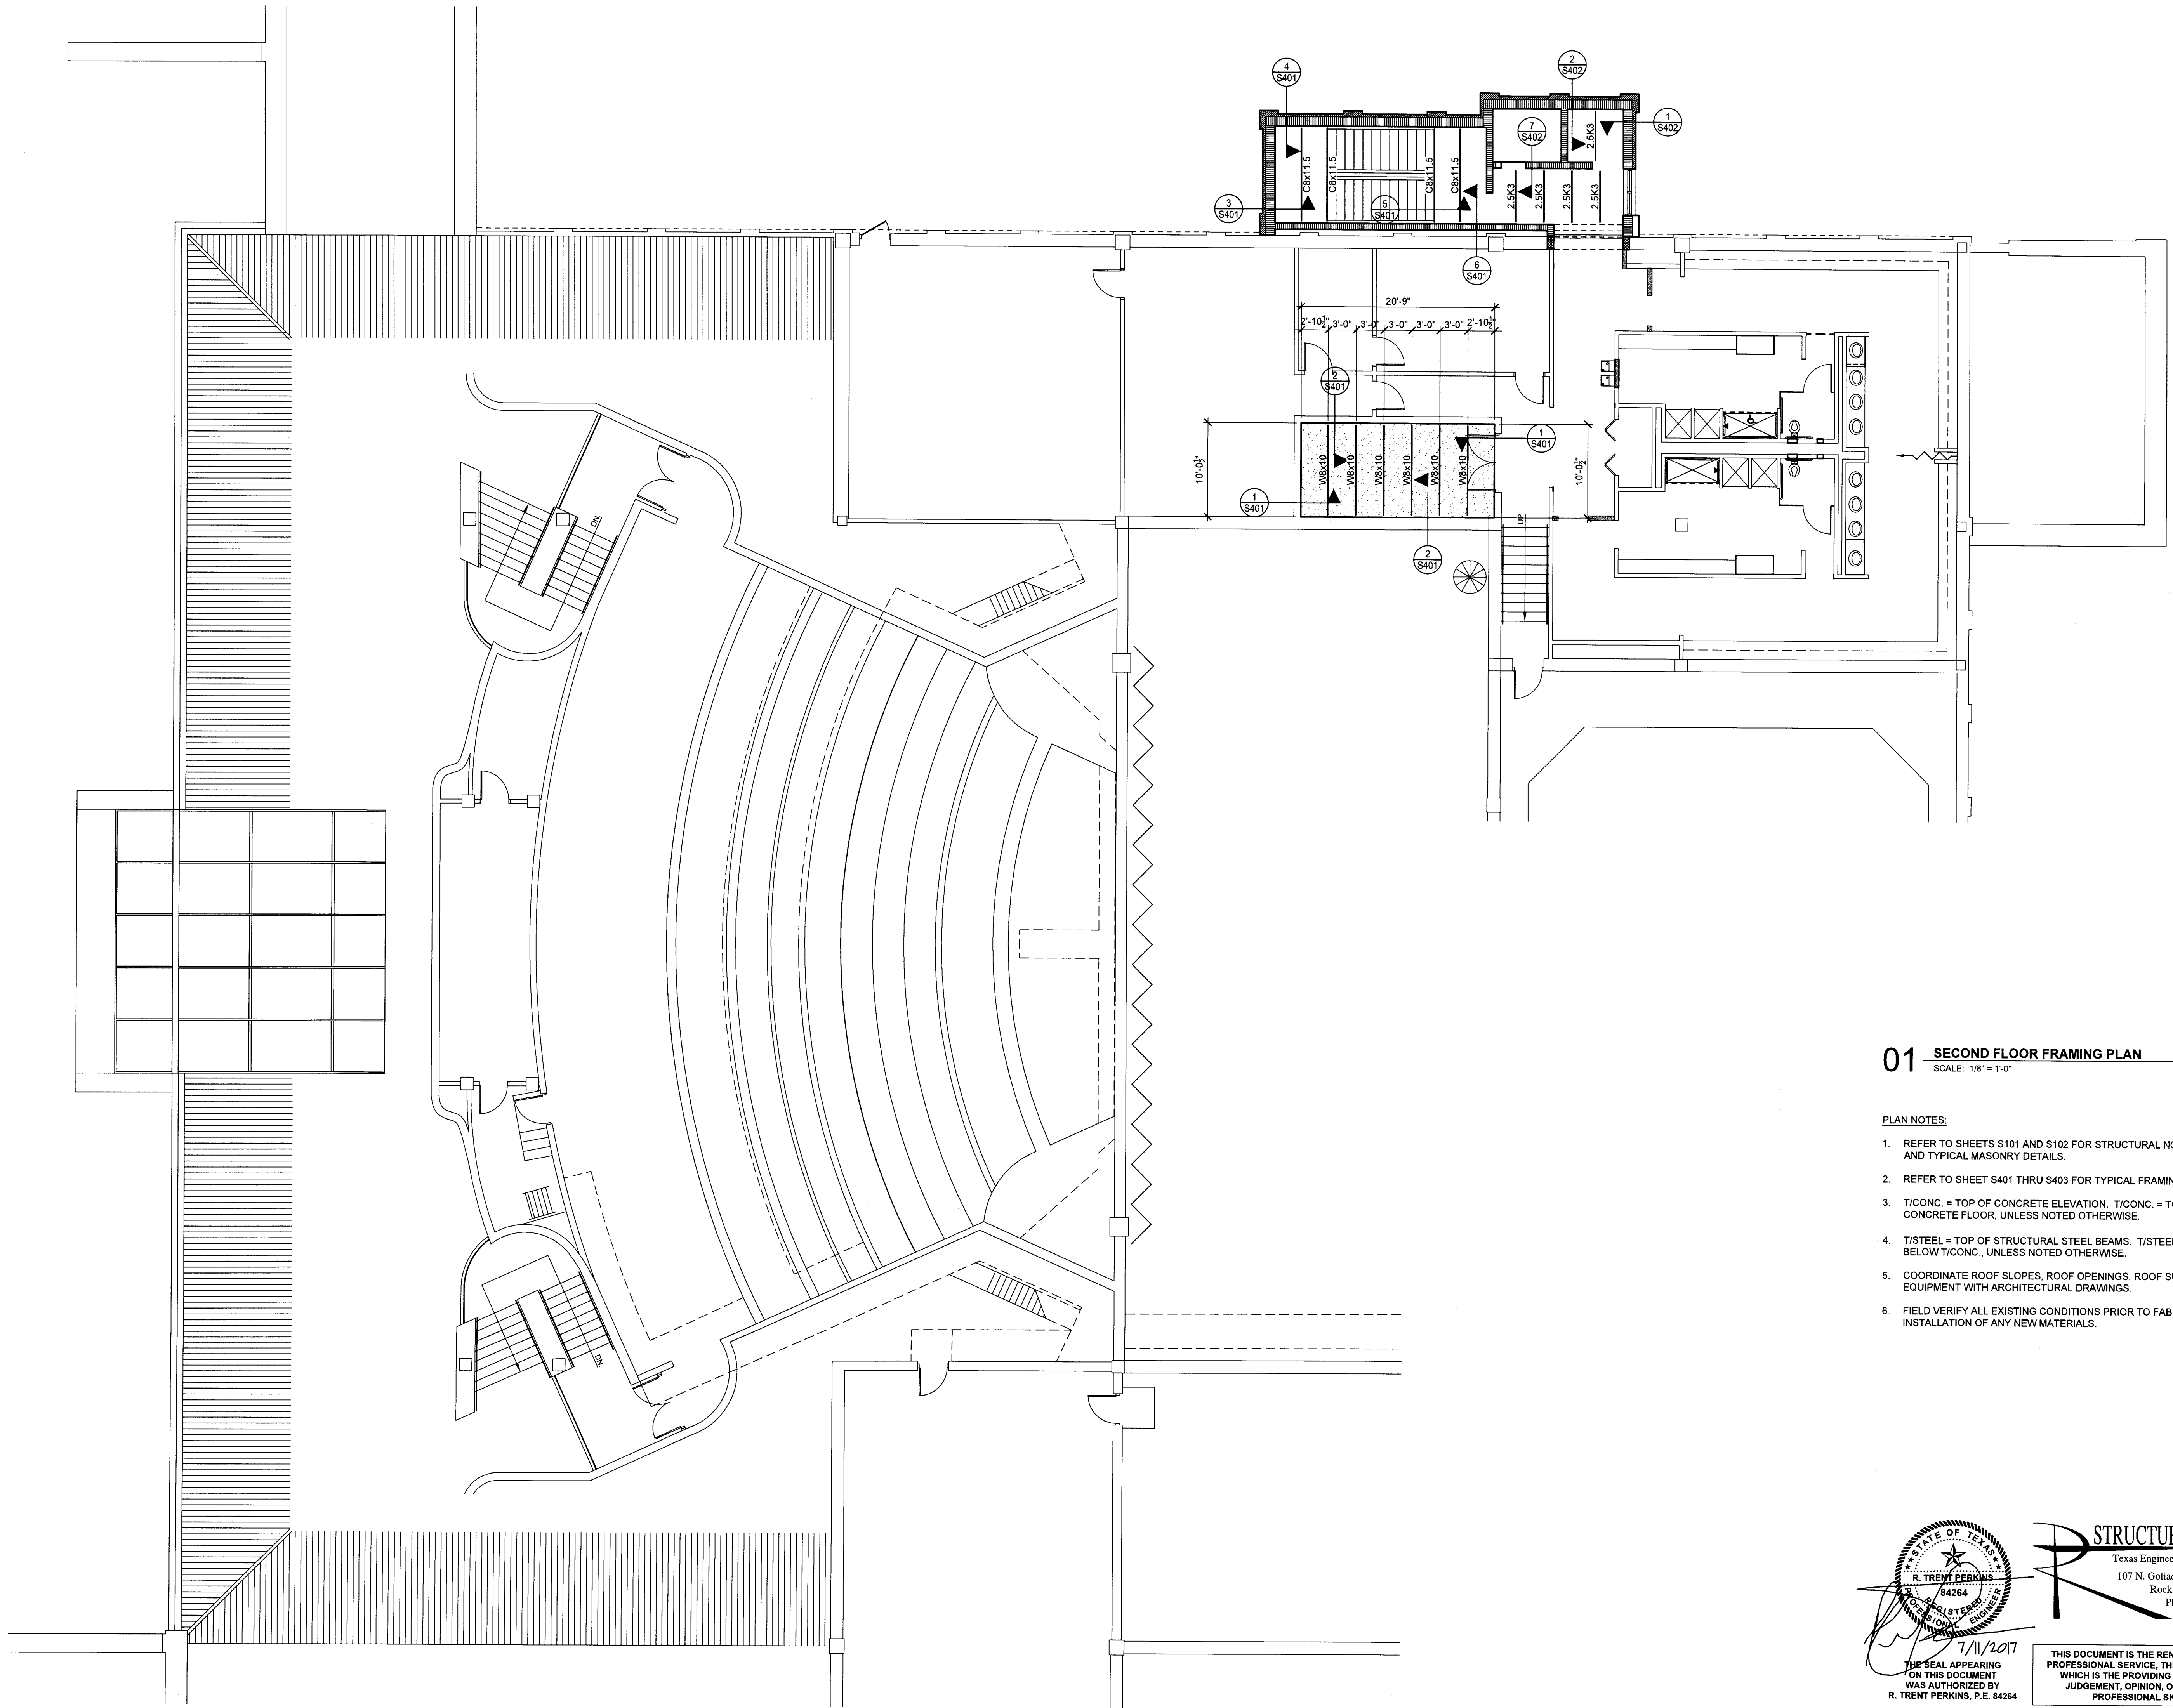 4
S401
2
S402
1
S402
7
S402
2.5K3
C8x11.5
C8x11.5
C8x11.5
C8x11.5
2.5K3
2.5K3
2.5K3
2.5K3
3
S401
5
S401
6
S401
20'-9"
2'-10½"
3'-0"
3'-0"
3'-0"
3'-0"
3'-0"
2'-10½"
2
S401
1
S401
10'-0½"
W8x10
W8x10
W8x10
W8x10
W8x10
W8x10
10'-0½"
1
S401
2
S401
UP
DN.
DN.
01 SECOND FLOOR FRAMING PLAN
SCALE: 1/8" = 1'-0"
PLAN NOTES:
1. REFER TO SHEETS S101 AND S102 FOR STRUCTURAL
AND TYPICAL MASONRY DETAILS.
2. REFER TO SHEET S401 THRU S403 FOR TYPICAL
3. T/CONC. = TOP OF CONCRETE ELEVATION. T/CONC. =
CONCRETE FLOOR, UNLESS NOTED OTHERWISE.
4. T/STEEL = TOP OF STRUCTURAL STEEL BEAMS. T/STEEL
BELOW T/CONC., UNLESS NOTED OTHERWISE.
5. COORDINATE ROOF SLOPES, ROOF OPENINGS, ROOF
EQUIPMENT WITH ARCHITECTURAL DRAWINGS.
6. FIELD VERIFY ALL EXISTING CONDITIONS PRIOR TO
INSTALLATION OF ANY NEW MATERIALS.
STATE OF TEXAS
R. TRENT PERKINS
84264
REGISTERED
PROFESSIONAL ENGINEER
7/11/2017
THE SEAL APPEARING
ON THIS DOCUMENT
WAS AUTHORIZED BY
R. TRENT PERKINS, P.E. 84264
R
STRUCTU
Texas Enginee
107 N. Golia
Rock
P
THIS DOCUMENT IS THE
PROFESSIONAL SERVICE,
WHICH IS THE PROVIDING
JUDGEMENT, OPINION,
PROFESSIONAL